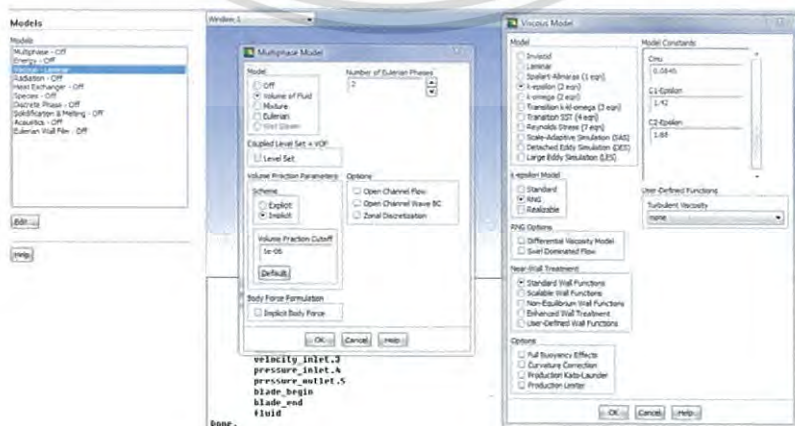 Models
Models
Multiphase - Off
Energy - Off
Viscous - Laminar
Radiation - Off
Heat Exchanger - Off
Species - Off
Discrete Phase - Off
Solidification & Melting - Off
Acoustics - Off
Eulerian Wall Film - Off
Edit...
Help
Window 1
Multiphase Model
Model
Off
Volume of Fluid
Mixture
Eulerian
Wet Steam
Number of Eulerian Phases
2
Coupled Level Set + VOF
Level Set
Volume Fraction Parameters
Scheme
Explicit
Implicit
Volume Fraction Cutoff
1e-06
Default
Options
Open Channel Flow
Open Channel Wave BC
Zonal Discretization
Body Force Formulation
Implicit Body Force
OK Cancel Help
velocity_inlet.3
pressure_inlet.4
pressure_outlet.5
blade_begin
blade_end
fluid
Done.
Viscous Model
Model
Inviscid
Laminar
Spalart-Allmaras (1 eqn)
k-epsilon (2 eqn)
k-omega (2 eqn)
Transition k-kl-omega (3 eqn)
Transition SST (4 eqn)
Reynolds Stress (7 eqn)
Scale-Adaptive Simulation (SAS)
Detached Eddy Simulation (DES)
Large Eddy Simulation (LES)
k-epsilon Model
Standard
RNG
Realizable
RNG Options
Differential Viscosity Model
Swirl Dominated Flow
Near-Wall Treatment
Standard Wall Functions
Scalable Wall Functions
Non-Equilibrium Wall Functions
Enhanced Wall Treatment
User-Defined Wall Functions
Options
Full Buoyancy Effects
Curvature Correction
Production Kato-Launder
Production Limiter
Model Constants
Cmu
0.0845
C1-Epsilon
1.42
C2-Epsilon
1.68
User-Defined Functions
Turbulent Viscosity
none
OK Cancel Help